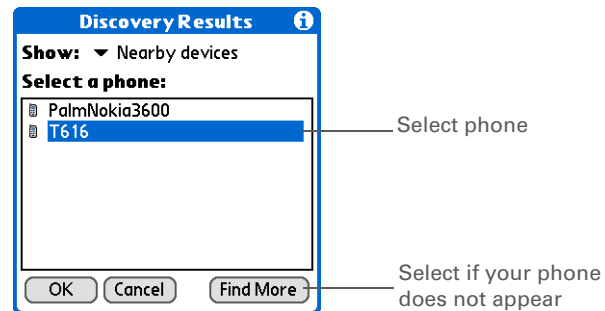 Discovery Results
Show: Nearby devices
Select a phone:
PalmNokia3600
T616
Select phone
OK Cancel Find More
Select if your phone
does not appear